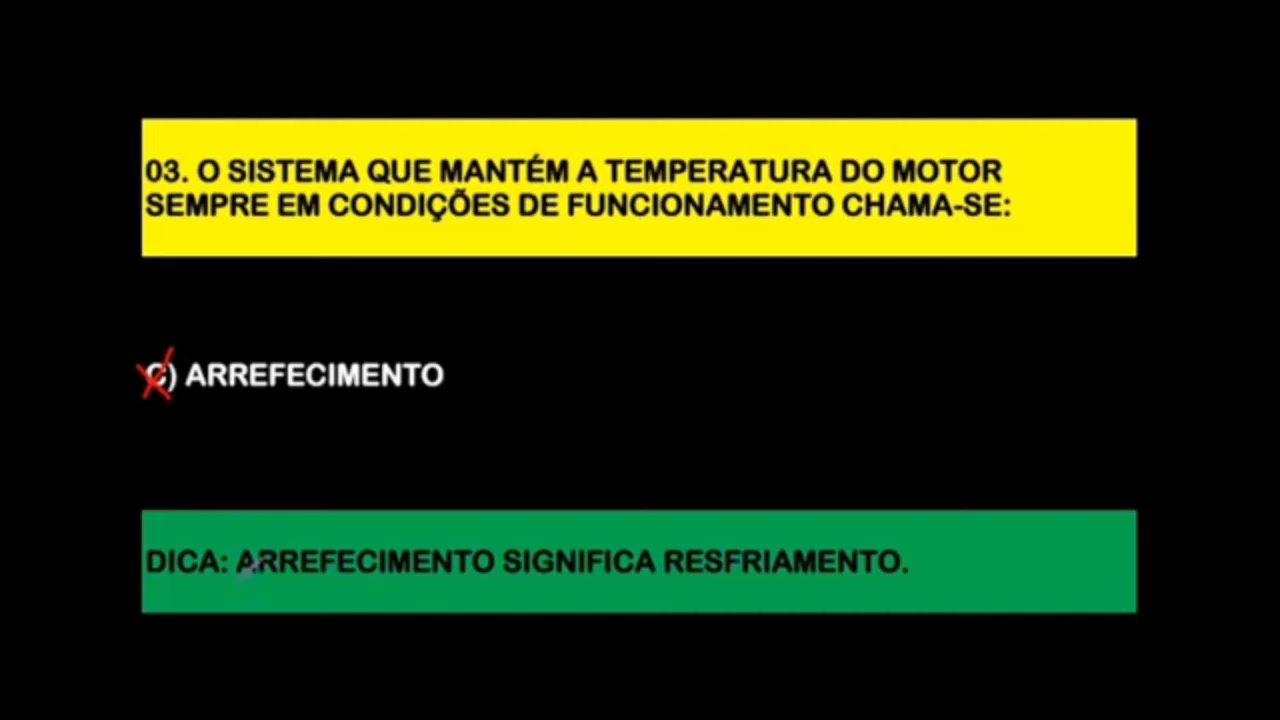 03. O SISTEMA QUE MANTÉM A TEMPERATURA DO MOTOR
SEMPRE EM CONDIÇÕES DE FUNCIONAMENTO CHAMA-SE:
C) ARREFECIMENTO
DICA: ARREFECIMENTO SIGNIFICA RESFRIAMENTO.